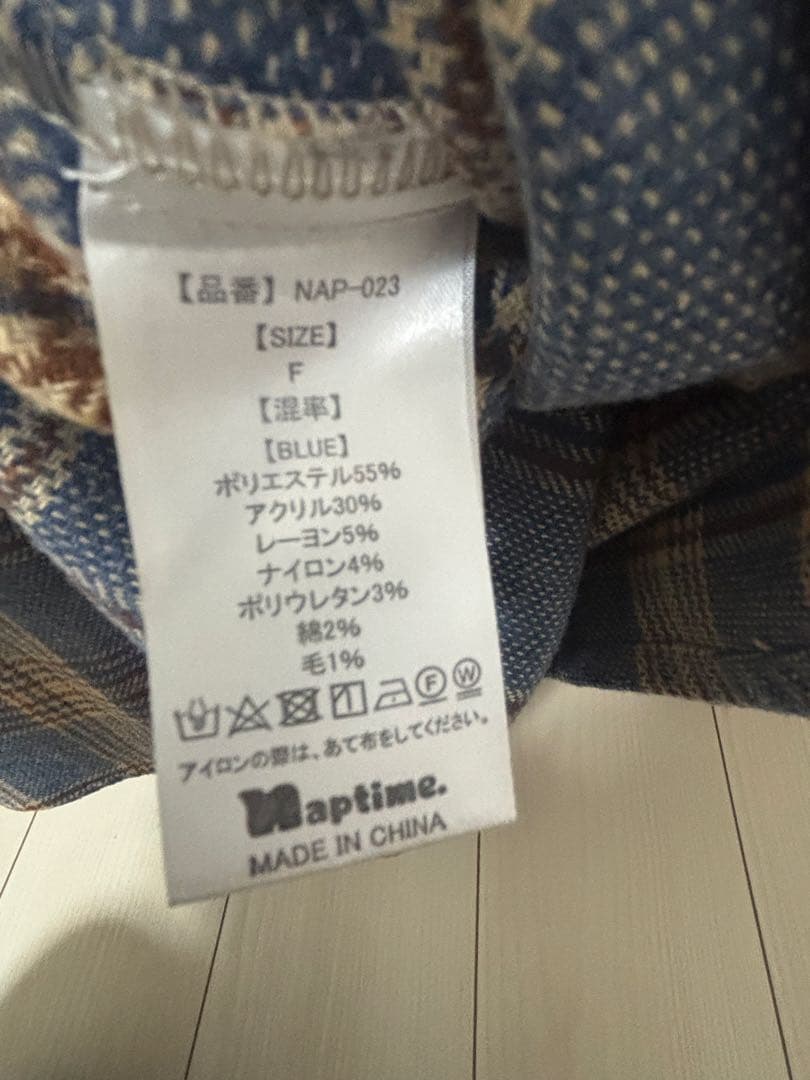 【品番】 NAP-023
【SIZE】
F
【混率】
【BLUE】
ポリエステル55%
アクリル30%
レーヨン5%
ナイロン4%
ポリウレタン3%
綿2%
毛1%
F W
アイロンの際は、あて布をしてください。
Naptime.
MADE IN CHINA